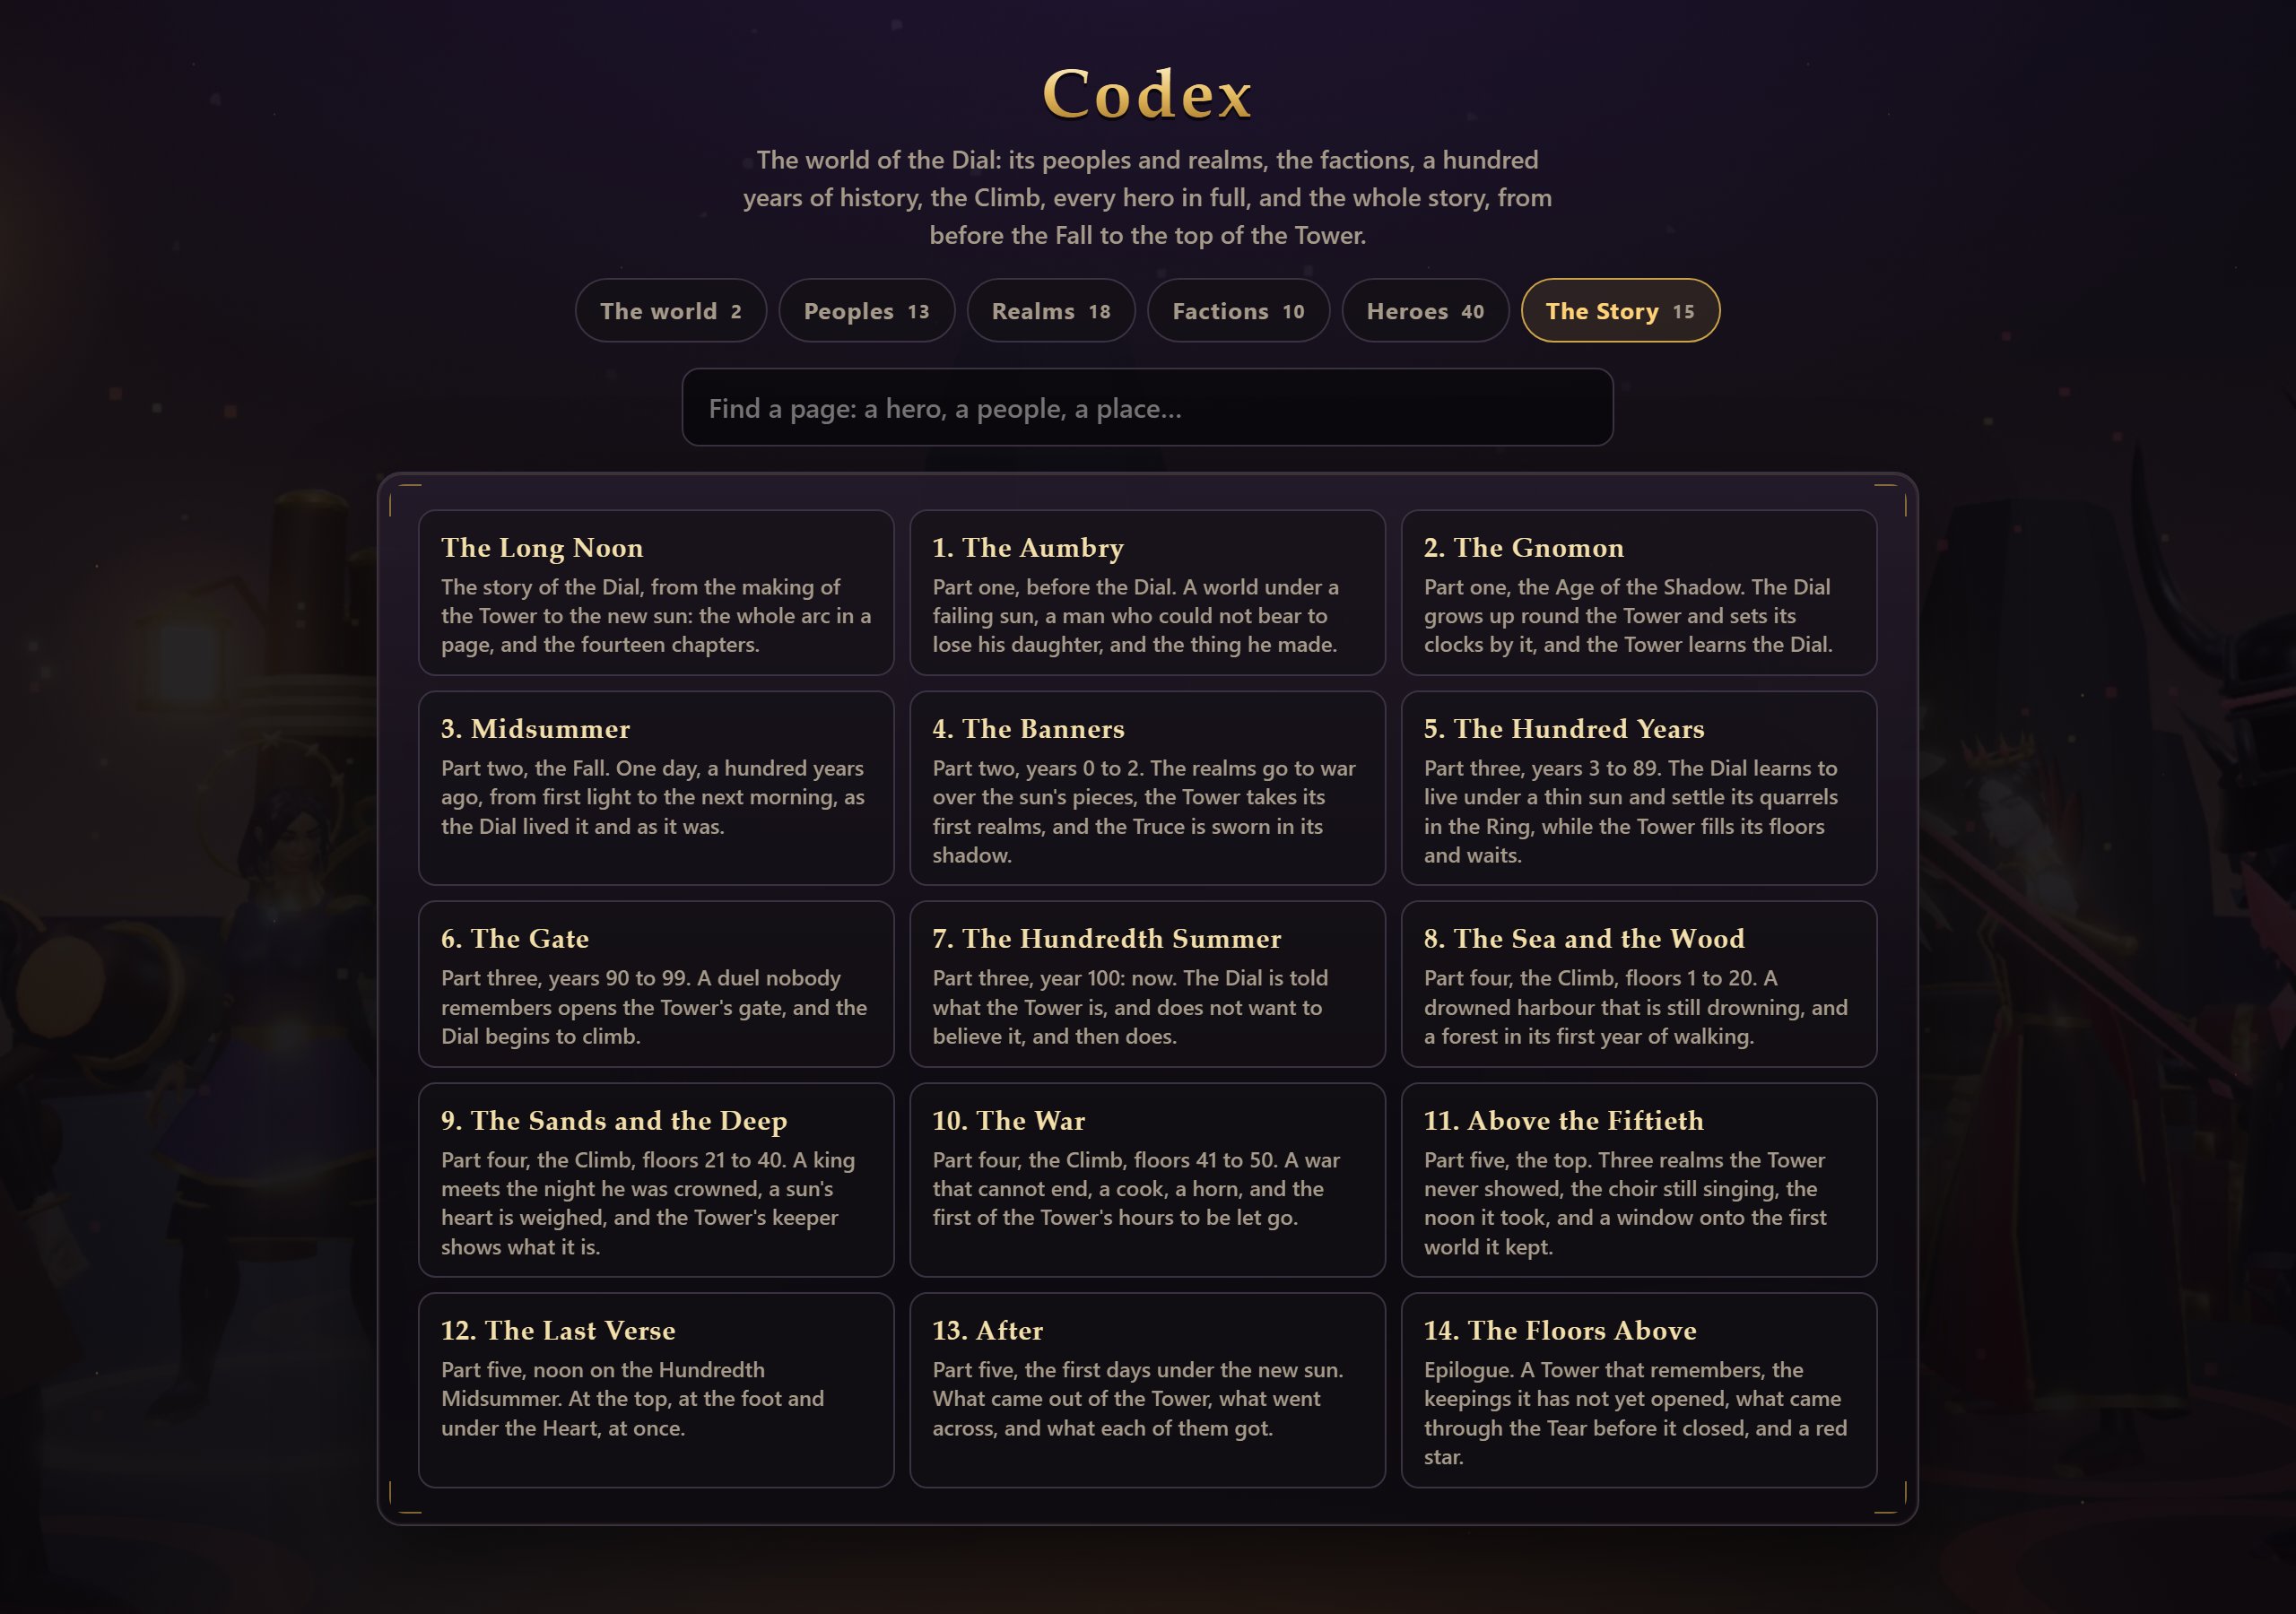 Codex
The world of the Dial: its peoples and realms, the factions, a hundred
years of history, the Climb, every hero in full, and the whole story, from
before the Fall to the top of the Tower.
The world 2
Peoples 13
Realms 18
Factions 10
Heroes 40
The Story 15
Find a page: a hero, a people, a place...
The Long Noon
The story of the Dial, from the making of
the Tower to the new sun: the whole arc in a
page, and the fourteen chapters.
1. The Aumbry
Part one, before the Dial. A world under a
failing sun, a man who could not bear to
lose his daughter, and the thing he made.
2. The Gnomon
Part one, the Age of the Shadow. The Dial
grows up round the Tower and sets its
clocks by it, and the Tower learns the Dial.
3. Midsummer
Part two, the Fall. One day, a hundred years
ago, from first light to the next morning, as
the Dial lived it and as it was.
4. The Banners
Part two, years 0 to 2. The realms go to war
over the sun's pieces, the Tower takes its
first realms, and the Truce is sworn in its
shadow.
5. The Hundred Years
Part three, years 3 to 89. The Dial learns to
live under a thin sun and settle its quarrels
in the Ring, while the Tower fills its floors
and waits.
6. The Gate
Part three, years 90 to 99. A duel nobody
remembers opens the Tower's gate, and the
Dial begins to climb.
7. The Hundredth Summer
Part three, year 100: now. The Dial is told
what the Tower is, and does not want to
believe it, and then does.
8. The Sea and the Wood
Part four, the Climb, floors 1 to 20. A
drowned harbour that is still drowning, and
a forest in its first year of walking.
9. The Sands and the Deep
Part four, the Climb, floors 21 to 40. A king
meets the night he was crowned, a sun's
heart is weighed, and the Tower's keeper
shows what it is.
10. The War
Part four, the Climb, floors 41 to 50. A war
that cannot end, a cook, a horn, and the
first of the Tower's hours to be let go.
11. Above the Fiftieth
Part five, the top. Three realms the Tower
never showed, the choir still singing, the
noon it took, and a window onto the first
world it kept.
12. The Last Verse
Part five, noon on the Hundredth
Midsummer. At the top, at the foot and
under the Heart, at once.
13. After
Part five, the first days under the new sun.
What came out of the Tower, what went
across, and what each of them got.
14. The Floors Above
Epilogue. A Tower that remembers, the
keepings it has not yet opened, what came
through the Tear before it closed, and a red
star.